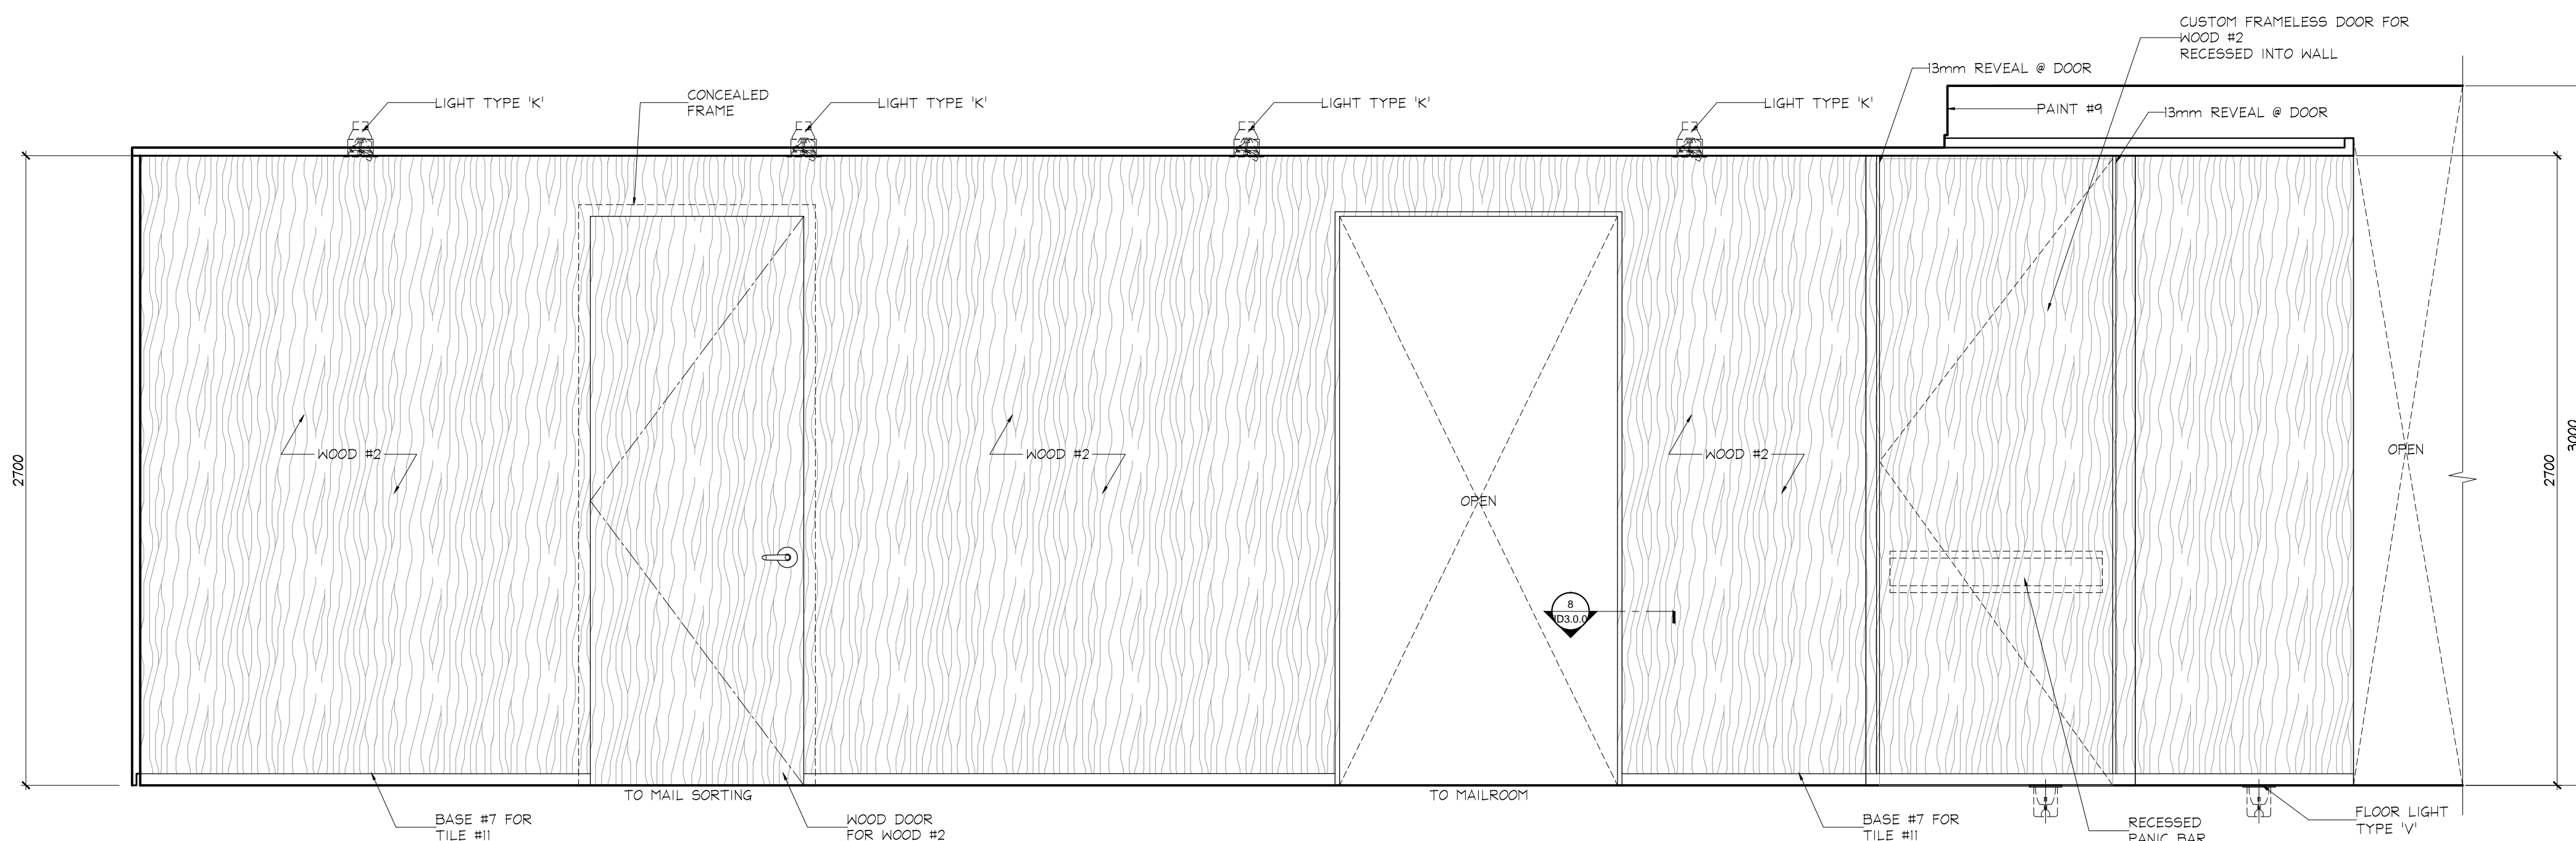 CUSTOM FRAMELESS DOOR FOR
WOOD #2
RECESSED INTO WALL
13mm REVEAL @ DOOR
CONCEALED
FRAME
LIGHT TYPE 'K'
LIGHT TYPE 'K'
LIGHT TYPE 'K'
LIGHT TYPE 'K'
PAINT #9
13mm REVEAL @ DOOR
2700
WOOD #2
WOOD #2
WOOD #2
OPEN
OPEN
2700
3000
8
ID3.0.0
TO MAIL SORTING
TO MAILROOM
BASE #7 FOR
TILE #11
WOOD DOOR
FOR WOOD #2
BASE #7 FOR
TILE #11
RECESSED
PANIC BAR
FLOOR LIGHT
TYPE 'V'